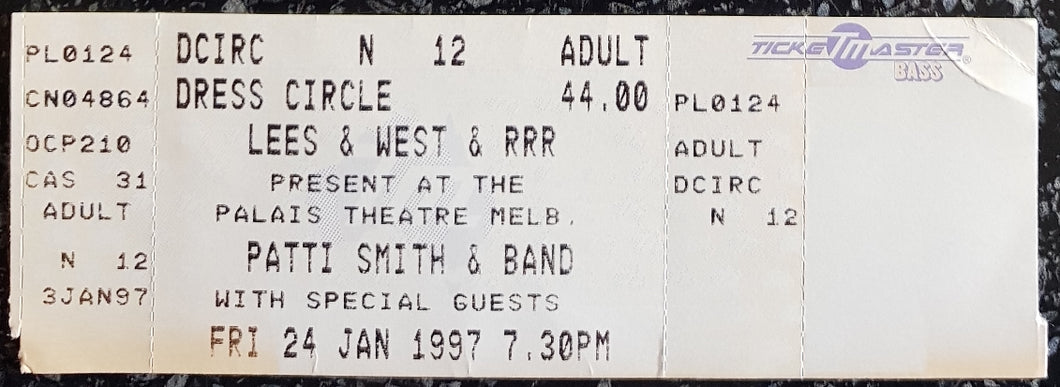 PL0124
CN04864
OCP210
CAS 31
ADULT
N 12
3JAN97
DCIRC N 12 ADULT
DRESS CIRCLE 44.00
LEES & WEST & RRR
PRESENT AT THE
PALAIS THEATRE MELB.
PATTI SMITH & BAND
WITH SPECIAL GUESTS
FRI 24 JAN 1997 7.30PM
PL0124
ADULT
DCIRC
N 12
TICKETMASTER®
BASS